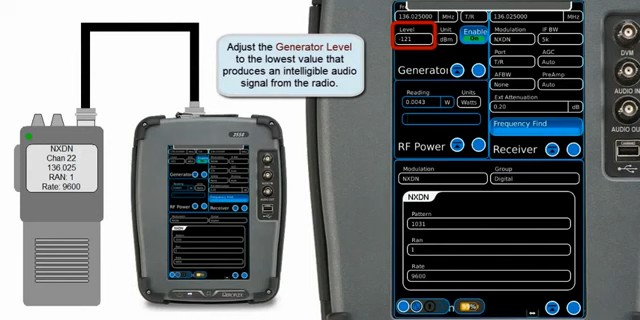 Adjust the Generator Level
to the lowest value that
produces an intelligible audio
signal from the radio.
NXDN
Chan 22
136.025
RAN: 1
Rate: 9600
3550
136.025000 MHz T/R
136.025000 MHz
Level Unit Enable
-121 dBm On
Generator
Modulation IF BW
NXDN 5k
Port AGC
T/R Auto
AFBW PreAmp
None Auto
Ext Attenuation
0.20 dB
Frequency Find
Receiver
Reading Units
0.0043 W Watts
RF Power
Modulation Group
NXDN Digital
NXDN
Pattern
1031
Ran
1
Rate
9600
DVM
AUDIO IN
AUDIO OUT
AEROFLEX